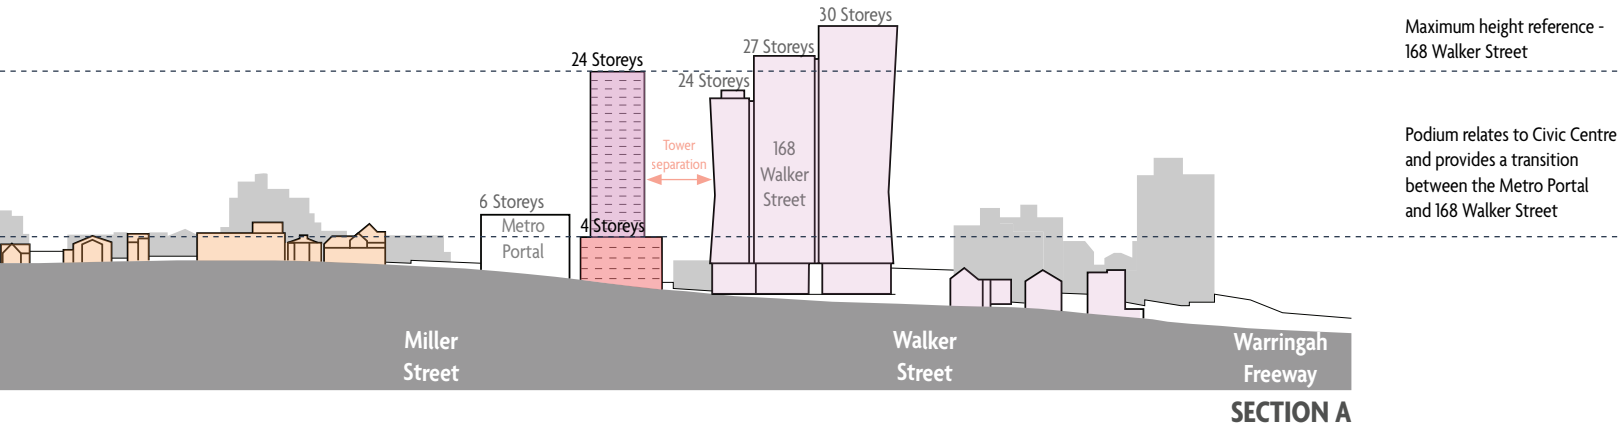 30 Storeys
Maximum height reference -
168 Walker Street
27 Storeys
24 Storeys
24 Storeys
Podium relates to Civic Centre
and provides a transition
between the Metro Portal
and 168 Walker Street
Tower
separation
168
Walker
Street
6 Storeys
Metro
Portal
4 Storeys
Miller
Street
Walker
Street
Warringah
Freeway
SECTION A